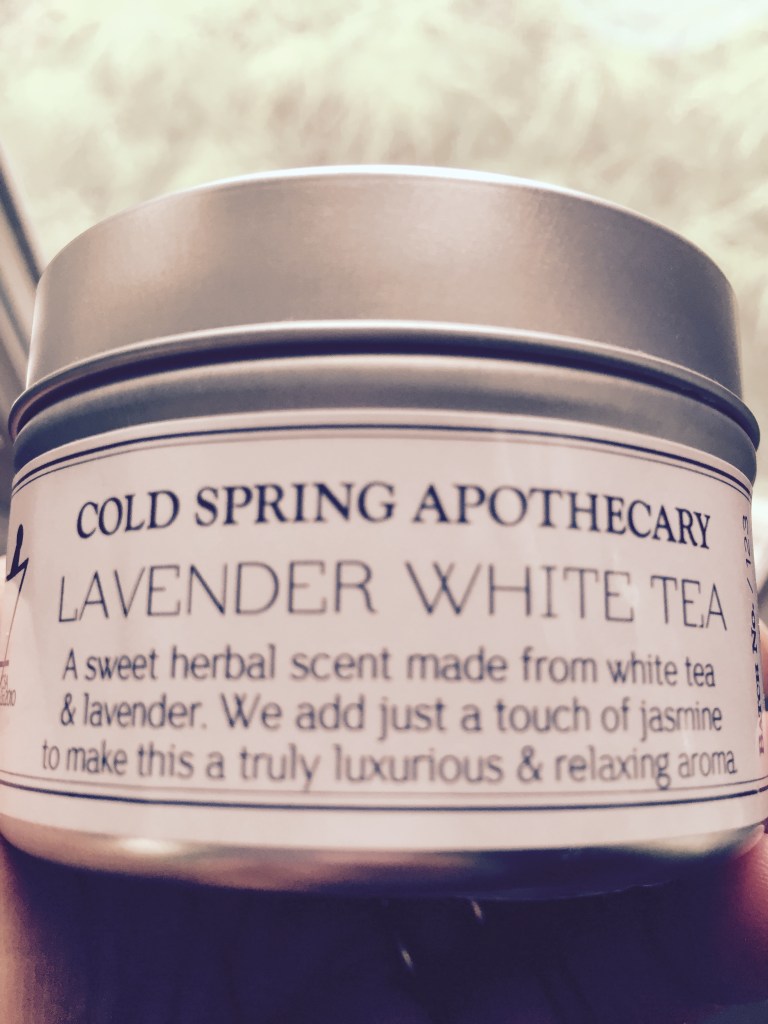 COLD SPRING APOTHECARY
LAVENDER WHITE TEA
A sweet herbal scent made from white tea
& lavender. We add just a touch of jasmine
to make this a truly luxurious & relaxing aroma
/ 123